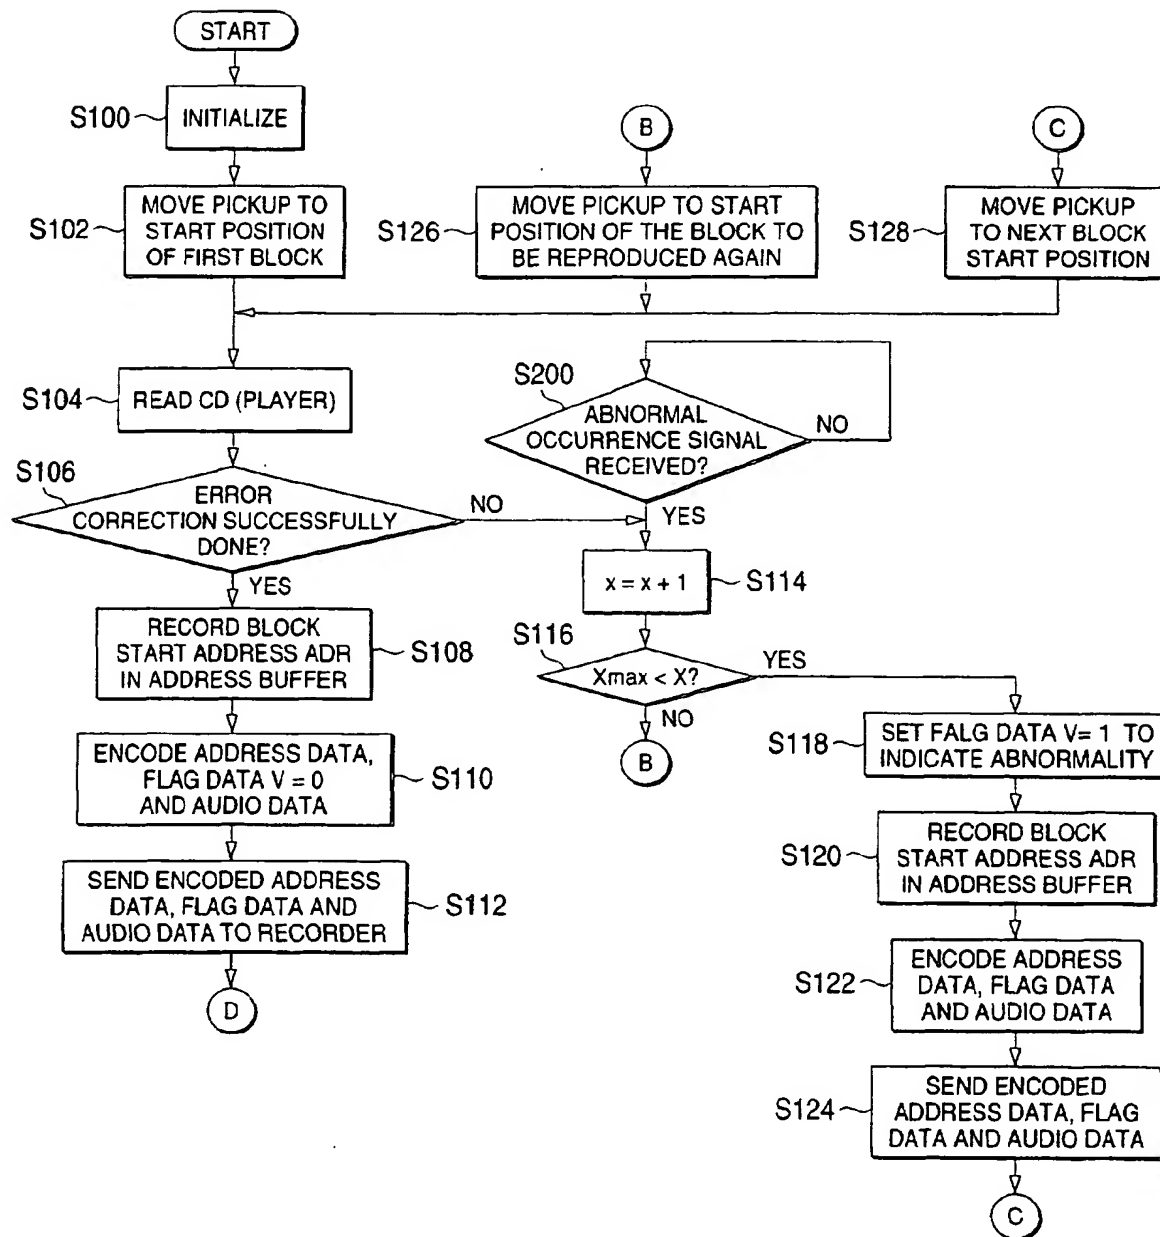 START
S100
INITIALIZE
B
C
S102
MOVE PICKUP TO
START POSITION
OF FIRST BLOCK
S126
MOVE PICKUP TO START
POSITION OF THE BLOCK TO
BE REPRODUCED AGAIN
S128
MOVE PICKUP
TO NEXT BLOCK
START POSITION
S104
READ CD (PLAYER)
S200
ABNORMAL
OCCURRENCE SIGNAL
RECEIVED?
NO
YES
S106
ERROR
CORRECTION SUCCESSFULLY
DONE?
NO
YES
x = x + 1
S114
S116
Xmax < X?
YES
NO
B
RECORD BLOCK
START ADDRESS ADR
IN ADDRESS BUFFER
S108
ENCODE ADDRESS DATA,
FLAG DATA V = 0
AND AUDIO DATA
S110
SEND ENCODED ADDRESS
DATA, FLAG DATA AND
AUDIO DATA TO RECORDER
S112
D
S118
SET FALG DATA V= 1 TO
INDICATE ABNORMALITY
S120
RECORD BLOCK
START ADDRESS ADR
IN ADDRESS BUFFER
S122
ENCODE ADDRESS
DATA, FLAG DATA
AND AUDIO DATA
S124
SEND ENCODED
ADDRESS DATA, FLAG
DATA AND AUDIO DATA
C